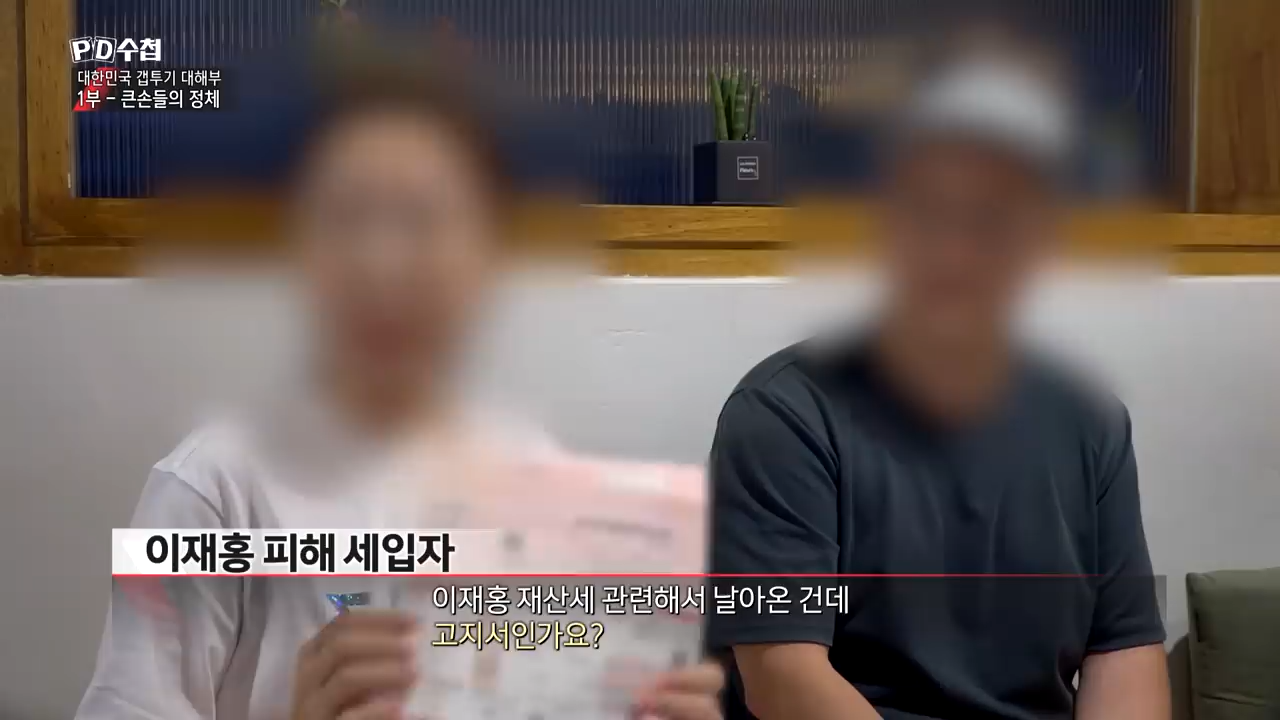 PD수첩
대한민국 갭투기 대해부
1부 - 큰손들의 정체
이재홍 피해 세입자
이재홍 재산세 관련해서 날아온 건데
고지서인가요?